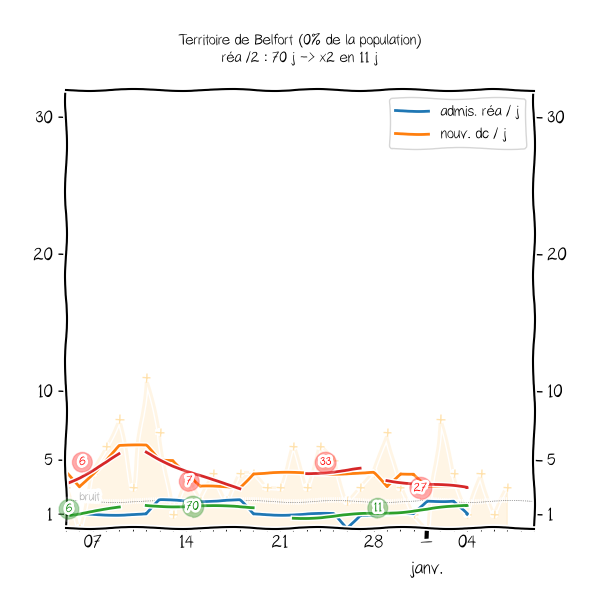 Territoire de Belfort (0% de la population)
réa /2 : 70 j -> x2 en 11 j
admis. réa / j
nouv. dc / j
30 30
20 20
10 10
5 5
1 1
6 7 33 27
bruit
6 70 11
07 14 21 28 04
janv.